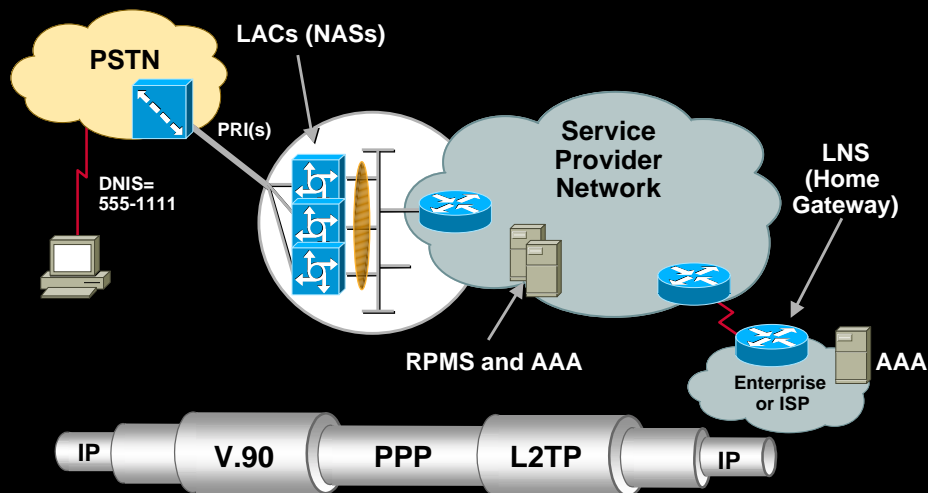 LACs (NASs)
PSTN
PRI(s)
Service
Provider
Network
LNS
(Home
Gateway)
DNIS=
555-1111
RPMS and AAA
AAA
Enterprise
or ISP
IP
V.90
PPP
L2TP
IP